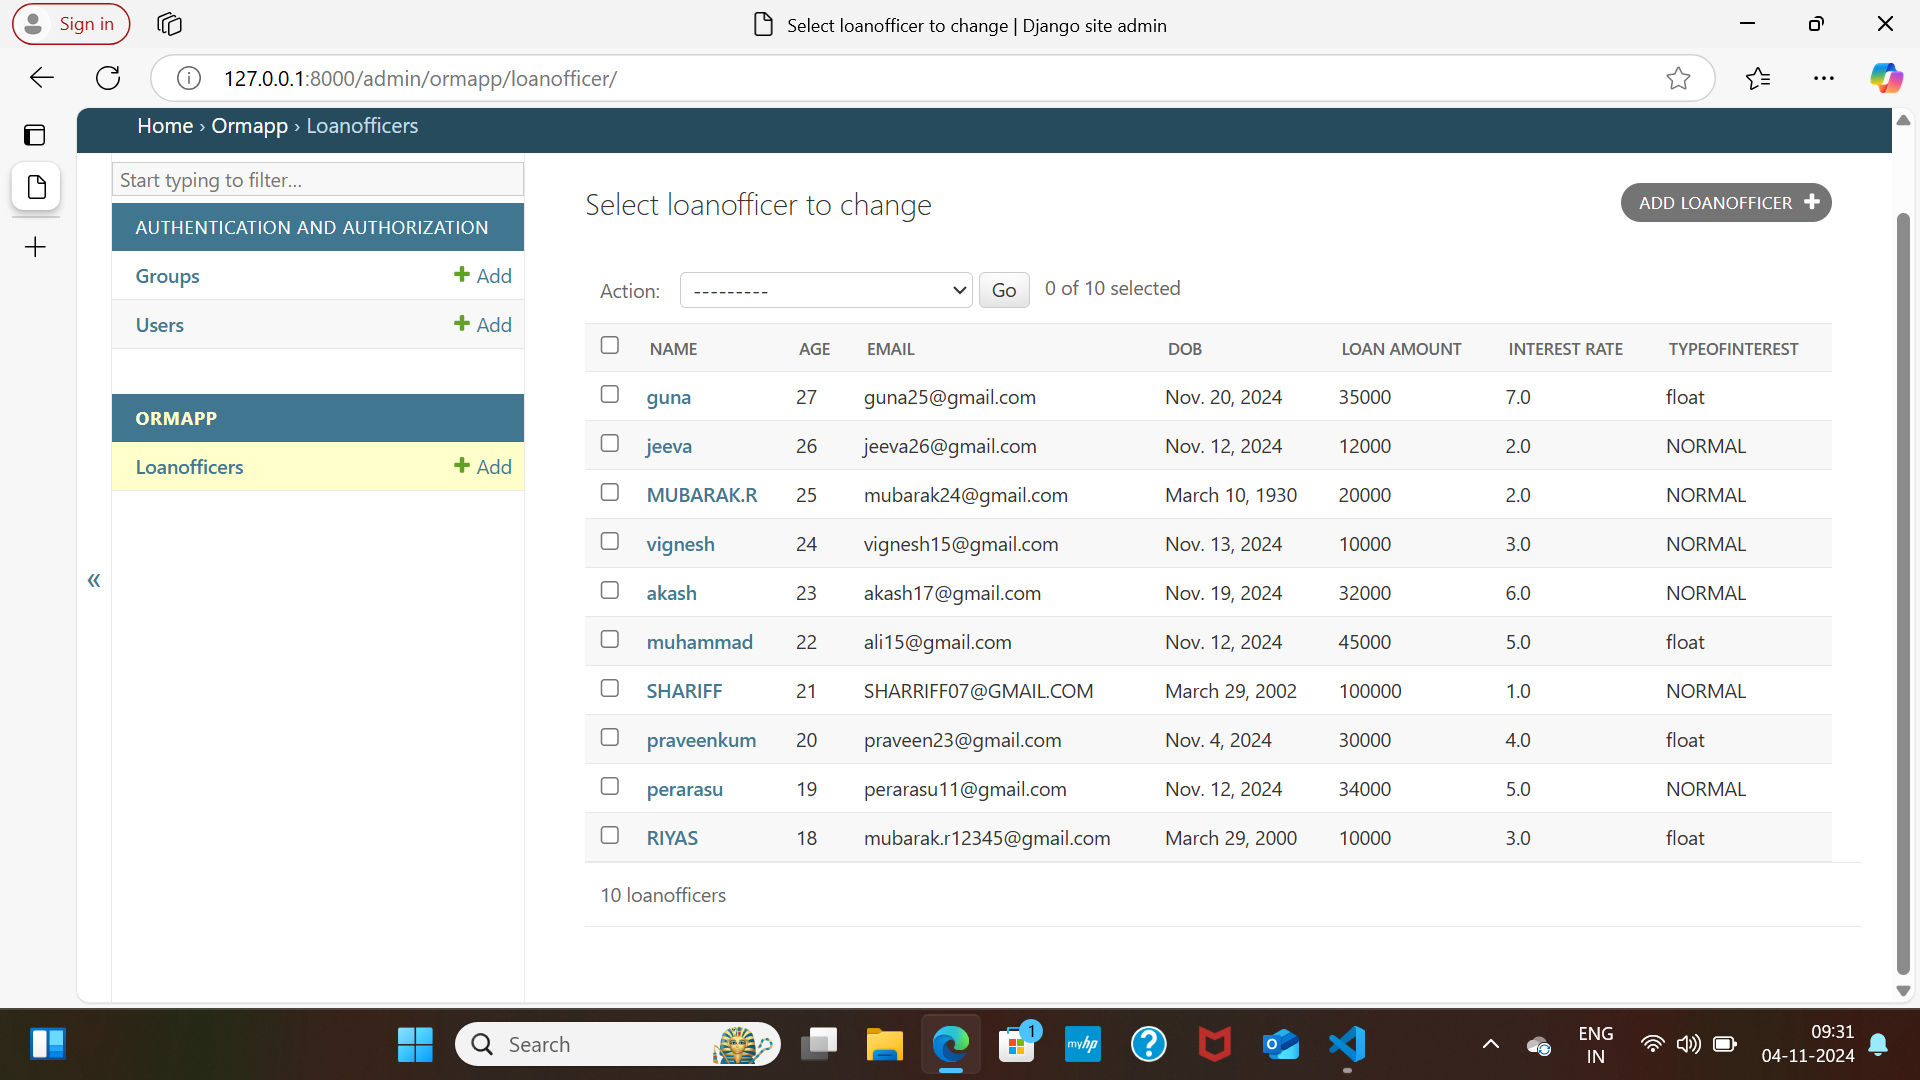 Sign in
Select loanofficer to change | Django site admin
127.0.0.1:8000/admin/ormapp/loanofficer/
Home › Ormapp › Loanofficers
Start typing to filter...
AUTHENTICATION AND AUTHORIZATION
Groups Add
Users Add
ORMAPP
Loanofficers Add
«
Select loanofficer to change
ADD LOANOFFICER
Action: --------- Go 0 of 10 selected
NAME AGE EMAIL DOB LOAN AMOUNT INTEREST RATE TYPEOFINTEREST
guna 27 guna25@gmail.com Nov. 20, 2024 35000 7.0 float
jeeva 26 jeeva26@gmail.com Nov. 12, 2024 12000 2.0 NORMAL
MUBARAK.R 25 mubarak24@gmail.com March 10, 1930 20000 2.0 NORMAL
vignesh 24 vignesh15@gmail.com Nov. 13, 2024 10000 3.0 NORMAL
akash 23 akash17@gmail.com Nov. 19, 2024 32000 6.0 NORMAL
muhammad 22 ali15@gmail.com Nov. 12, 2024 45000 5.0 float
SHARIFF 21 SHARRIFF07@GMAIL.COM March 29, 2002 100000 1.0 NORMAL
praveenkum 20 praveen23@gmail.com Nov. 4, 2024 30000 4.0 float
perarasu 19 perarasu11@gmail.com Nov. 12, 2024 34000 5.0 NORMAL
RIYAS 18 mubarak.r12345@gmail.com March 29, 2000 10000 3.0 float
10 loanofficers
Search
1
myhp
ENG
IN
09:31
04-11-2024